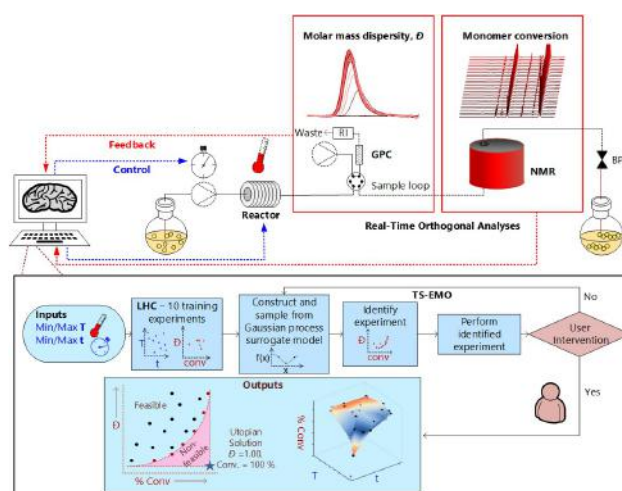 Molar mass dispersity, Đ
Monomer conversion
Waste
RI
GPC
Sample loop
NMR
BP
Feedback
Control
Reactor
Real-Time Orthogonal Analyses
Inputs
Min/Max T
Min/Max t
LHC – 10 training
experiments
T
t
Đ
conv
Construct and
sample from
Gaussian process
surrogate model
f(x)
x
TS-EMO
Identify
experiment
Đ
conv
Perform
identified
experiment
No
User
Intervention
Yes
Outputs
Đ
Feasible
Non-
feasible
% Conv
Utopian
Solution
Đ =1.00,
Conv. = 100 %
% Conv
T
t